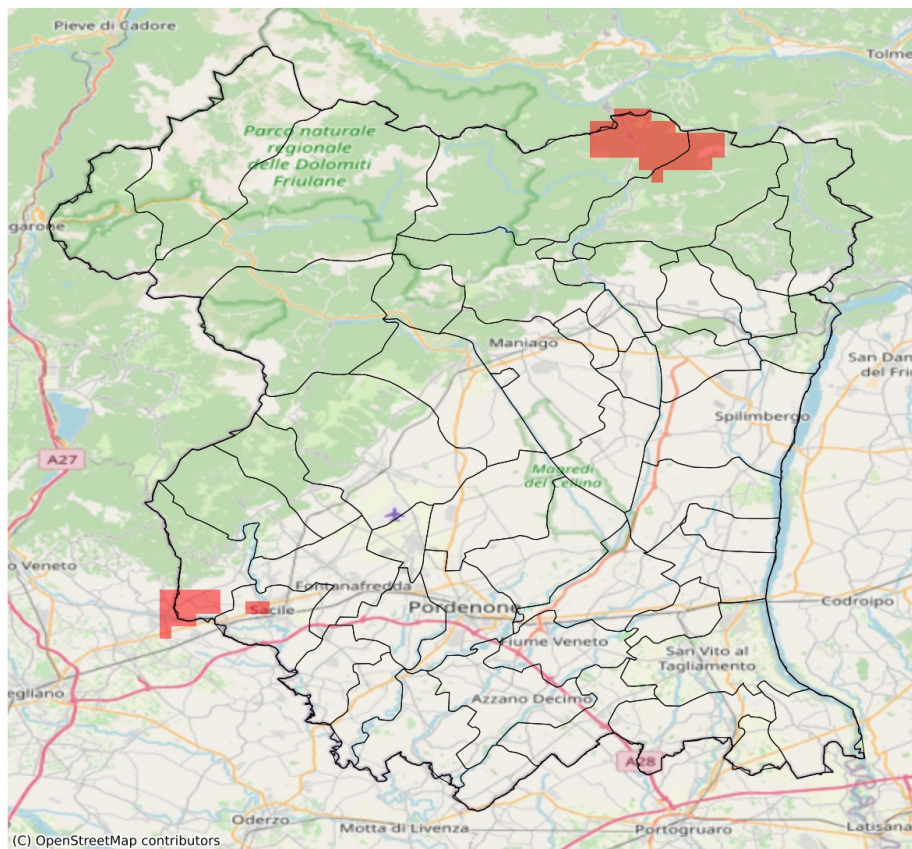 Pieve di Cadore
Tolme
Parco naturale
regionale
delle Dolomiti
Friulane
garone
Maniago
San Dan
del Friu
Spilimbergo
A27
Magredi
del Cellina
o Veneto
Fontanafredda
Sacile
Pordenone
Codroipo
Fiume Veneto
San Vito al
Tagliamento
egliano
Azzano Decimo
A28
Oderzo
Motta di Livenza
Portogruaro
Latisana
(C) OpenStreetMap contributors